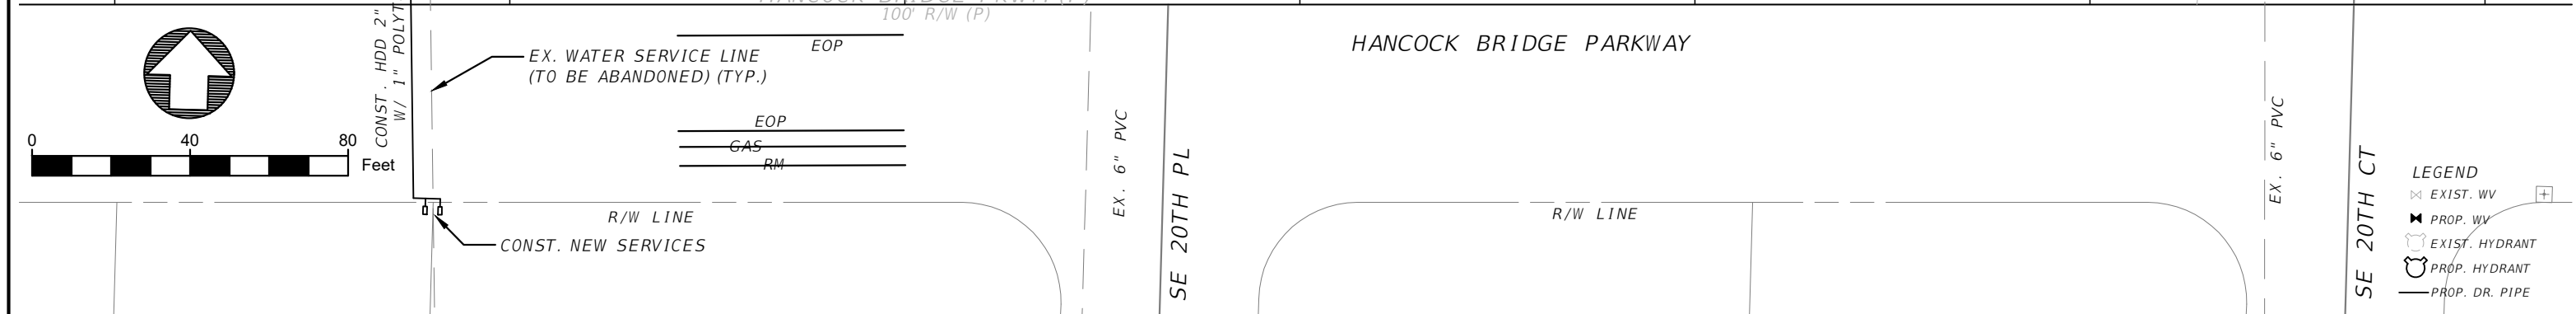 100' R/W (P)
CONST. HDD 2"
W/ 1" POLYT
EX. WATER SERVICE LINE
(TO BE ABANDONED) (TYP.)
EOP
HANCOCK BRIDGE PARKWAY
EOP
GAS
RM
0 40 80
Feet
R/W LINE
CONST. NEW SERVICES
EX. 6" PVC
SE 20TH PL
R/W LINE
EX. 6" PVC
SE 20TH CT
LEGEND
EXIST. WV
PROP. WV
EXIST. HYDRANT
PROP. HYDRANT
PROP. DR. PIPE